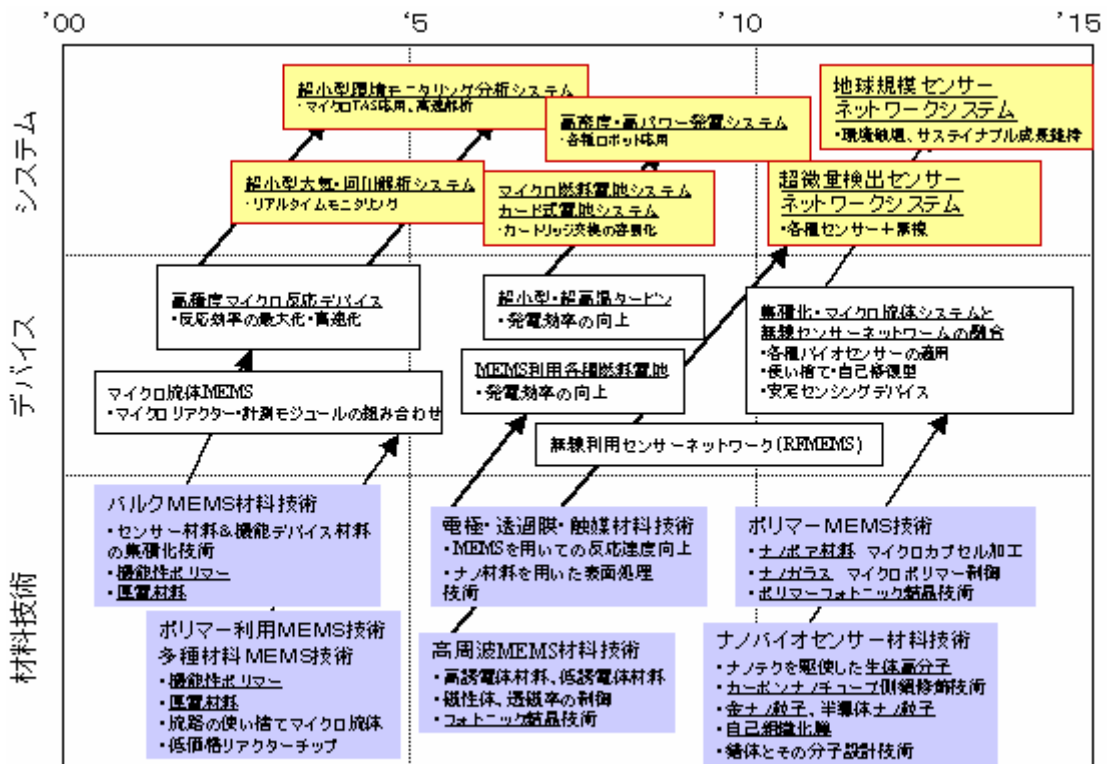 '00
'5
'10
'15
システム
デバイス
材料技術
超小型環境モニタリング分析システム
・マイクロTAS応用、高速解析
高密度・高パワー発電システム
・各種ロボット応用
地球規模センサー
ネットワークシステム
・環境破壊、サステイナブル成長維持
超小型大気・回収解析システム
・リアルタイムモニタリング
マイクロ燃料電池システム
カード式電池システム
・カートリッジ交換の容易化
超微量検出センサー
ネットワークシステム
・各種センサー＋無線
高精度マイクロ反応デバイス
・反応効率の最大化・高速化
超小型・超高温タービン
・発電効率の向上
集積化・マイクロ流体システムと
無線センサーネットワームの融合
・各種バイオセンサーの適用
・使い捨て・自己修復型
・安定センシングデバイス
マイクロ流体MEMS
・マイクロリアクター・計測モジュールの組み合わせ
MEMS利用各種燃料電池
・発電効率の向上
無線利用センサーネットワーク(RFMEMS)
バルクMEMS材料技術
・センサー材料&機能デバイス材料
の集積化技術
・機能性ポリマー
・厚電材料
電極・透過膜・触媒材料技術
・MEMSを用いての反応速度向上
・ナノ材料を用いた表面処理
技術
ポリマーMEMS技術
・ナノポア材料 マイクロカプセル加工
・ナノガラス マイクロポリマー制御
・ポリマーフォトニック結晶技術
ポリマー利用MEMS技術
多種材料MEMS技術
・機能性ポリマー
・厚電材料
・流路の使い捨てマイクロ流体
・低価格リアクターチップ
高周波MEMS材料技術
・高誘電体材料、低誘電体材料
・磁性体、透磁率の制御
・フォトニック結晶技術
ナノバイオセンサー材料技術
・ナノテクを駆使した生体高分子
・カーボンナノチューブ側鎖修飾技術
・金ナノ粒子、半導体ナノ粒子
・自己組織化膜
・錯体とその分子設計技術